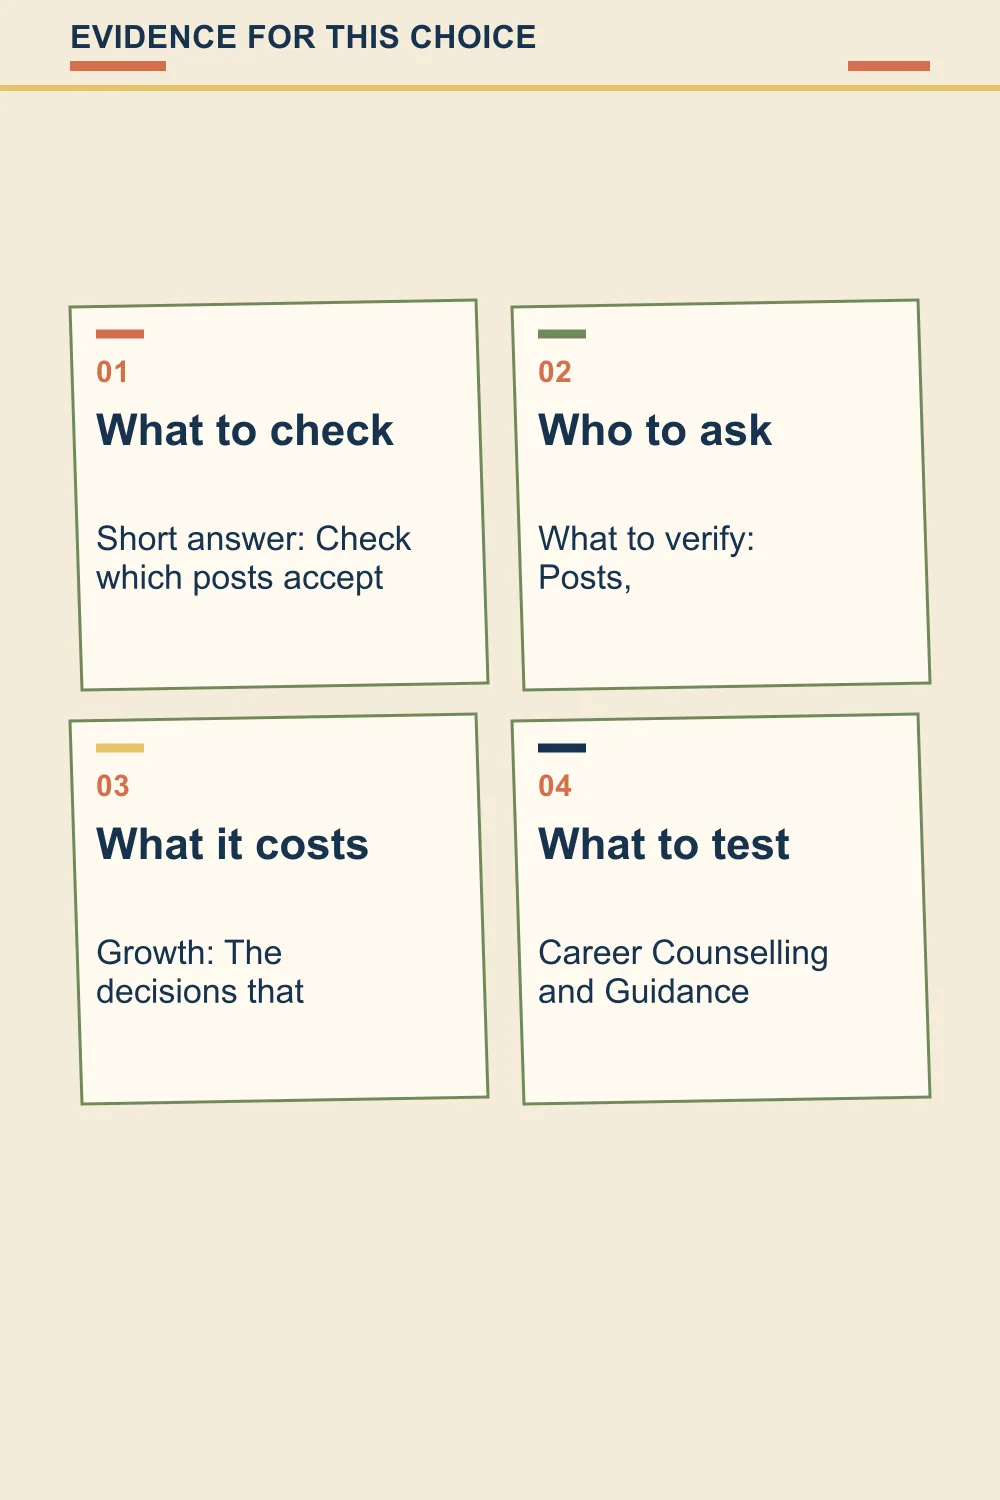 EVIDENCE FOR THIS CHOICE
01
What to check
Short answer: Check
which posts accept
02
Who to ask
What to verify:
Posts,
03
What it costs
Growth: The
decisions that
04
What to test
Career Counselling
and Guidance